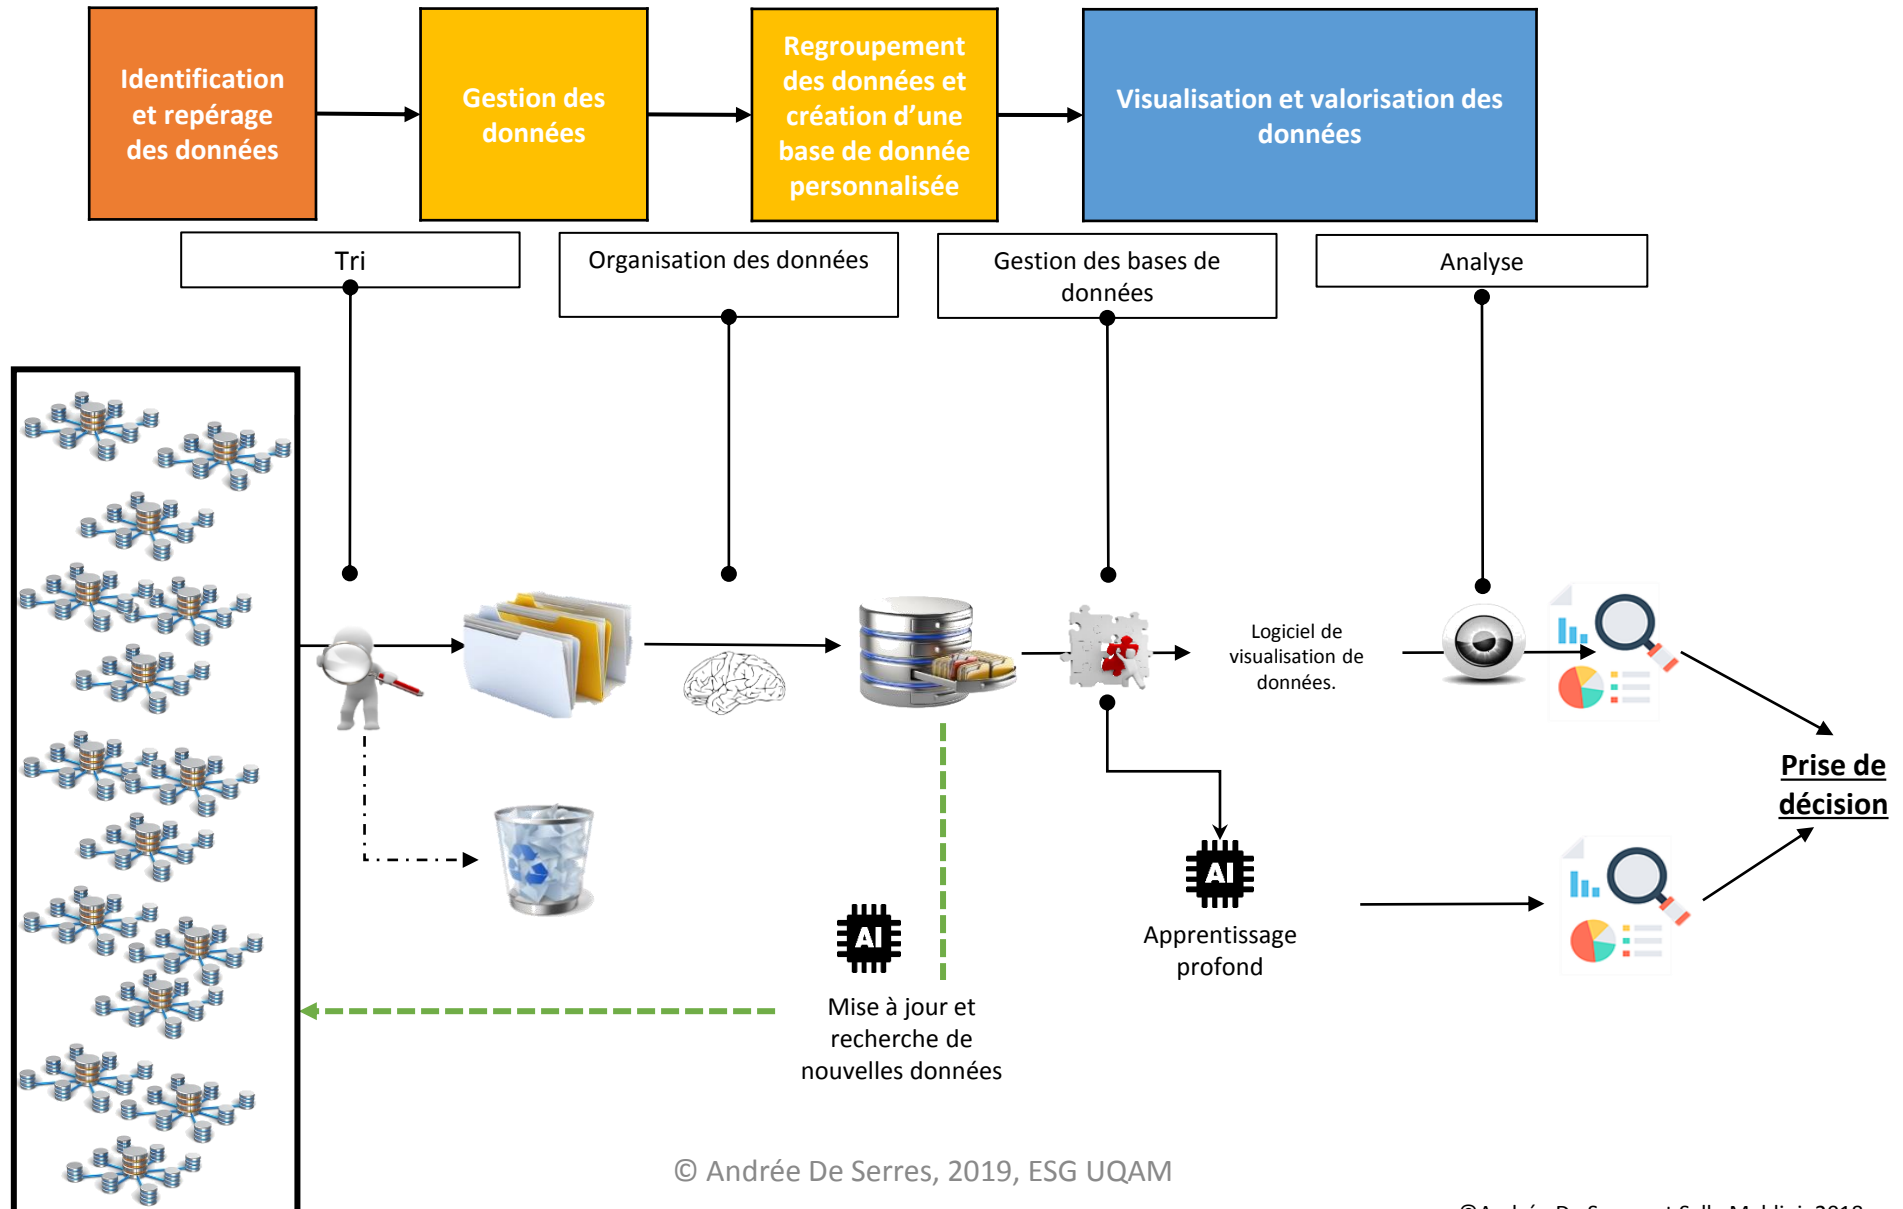 Identification
et repérage
des données
Gestion des
données
Regroupement
des données et
création d'une
base de donnée
personnalisée
Visualisation et valorisation des
données
Tri
Organisation des données
Gestion des bases de
données
Analyse
Logiciel de
visualisation de
données.
Prise de
décision
AI
Apprentissage
profond
AI
Mise à jour et
recherche de
nouvelles données
© Andrée De Serres, 2019, ESG UQAM